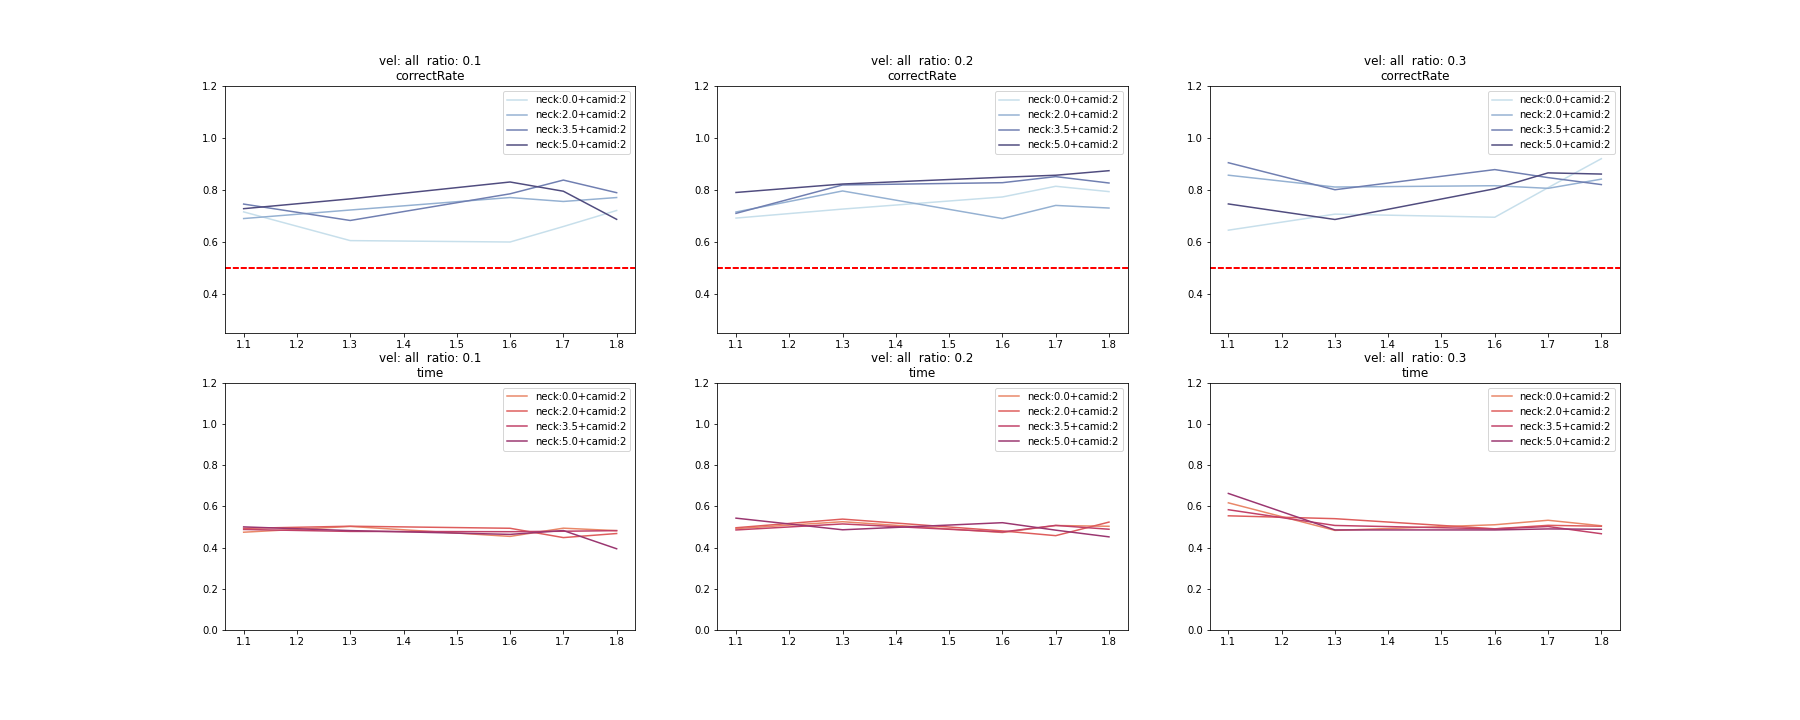 vel: all  ratio: 0.1
correctRate
1.2
1.0
0.8
0.6
0.4
neck:0.0+camid:2
neck:2.0+camid:2
neck:3.5+camid:2
neck:5.0+camid:2
1.1 1.2 1.3 1.4 1.5 1.6 1.7 1.8
vel: all  ratio: 0.2
correctRate
1.2
1.0
0.8
0.6
0.4
neck:0.0+camid:2
neck:2.0+camid:2
neck:3.5+camid:2
neck:5.0+camid:2
1.1 1.2 1.3 1.4 1.5 1.6 1.7 1.8
vel: all  ratio: 0.3
correctRate
1.2
1.0
0.8
0.6
0.4
neck:0.0+camid:2
neck:2.0+camid:2
neck:3.5+camid:2
neck:5.0+camid:2
1.1 1.2 1.3 1.4 1.5 1.6 1.7 1.8
vel: all  ratio: 0.1
time
1.2
1.0
0.8
0.6
0.4
0.2
0.0
neck:0.0+camid:2
neck:2.0+camid:2
neck:3.5+camid:2
neck:5.0+camid:2
1.1 1.2 1.3 1.4 1.5 1.6 1.7 1.8
vel: all  ratio: 0.2
time
1.2
1.0
0.8
0.6
0.4
0.2
0.0
neck:0.0+camid:2
neck:2.0+camid:2
neck:3.5+camid:2
neck:5.0+camid:2
1.1 1.2 1.3 1.4 1.5 1.6 1.7 1.8
vel: all  ratio: 0.3
time
1.2
1.0
0.8
0.6
0.4
0.2
0.0
neck:0.0+camid:2
neck:2.0+camid:2
neck:3.5+camid:2
neck:5.0+camid:2
1.1 1.2 1.3 1.4 1.5 1.6 1.7 1.8